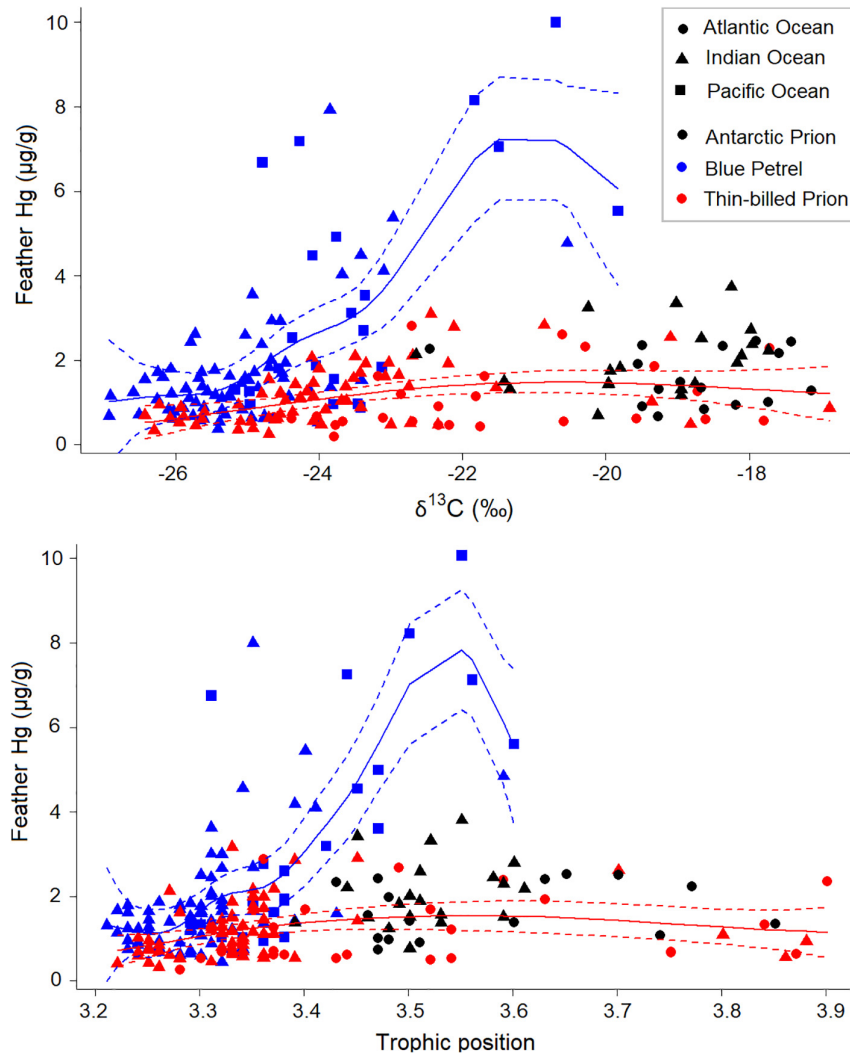 10
8
6
4
2
0
Feather Hg (µg/g)
Atlantic Ocean
Indian Ocean
Pacific Ocean
Antarctic Prion
Blue Petrel
Thin-billed Prion
-26 -24 -22 -20 -18
δ¹³C (‰)
10
8
6
4
2
0
Feather Hg (µg/g)
3.2 3.3 3.4 3.5 3.6 3.7 3.8 3.9
Trophic position